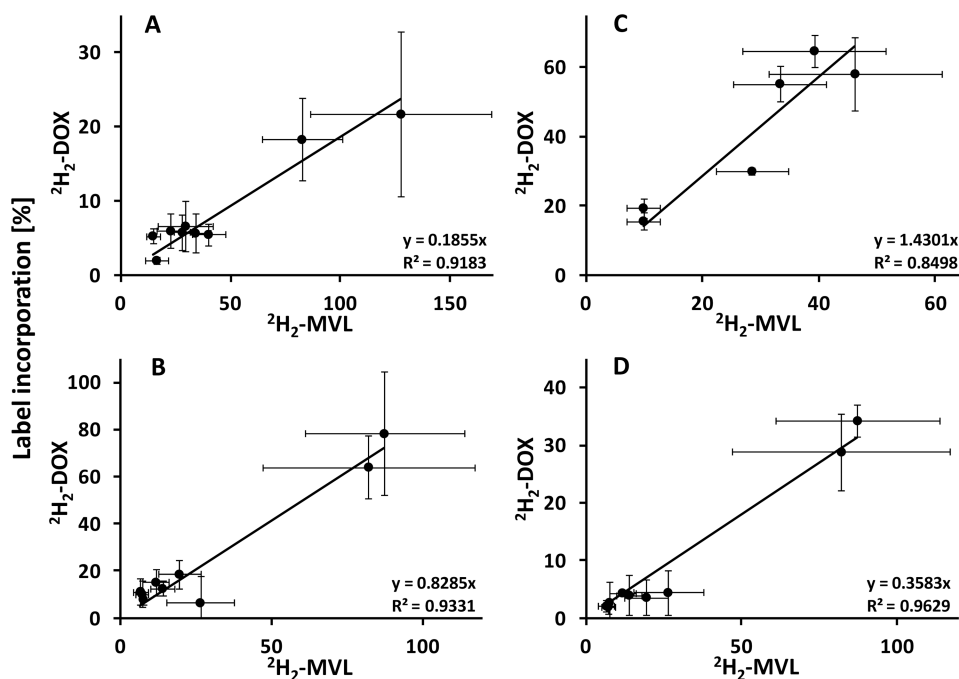 Label incorporation [%]
A
30
20
10
0
0
50
100
150
²H₂-DOX
²H₂-MVL
y = 0.1855x
R² = 0.9183
C
60
40
20
0
0
20
40
60
²H₂-DOX
²H₂-MVL
y = 1.4301x
R² = 0.8498
B
100
80
60
40
20
0
0
50
100
²H₂-DOX
²H₂-MVL
y = 0.8285x
R² = 0.9331
D
40
30
20
10
0
0
50
100
²H₂-DOX
²H₂-MVL
y = 0.3583x
R² = 0.9629